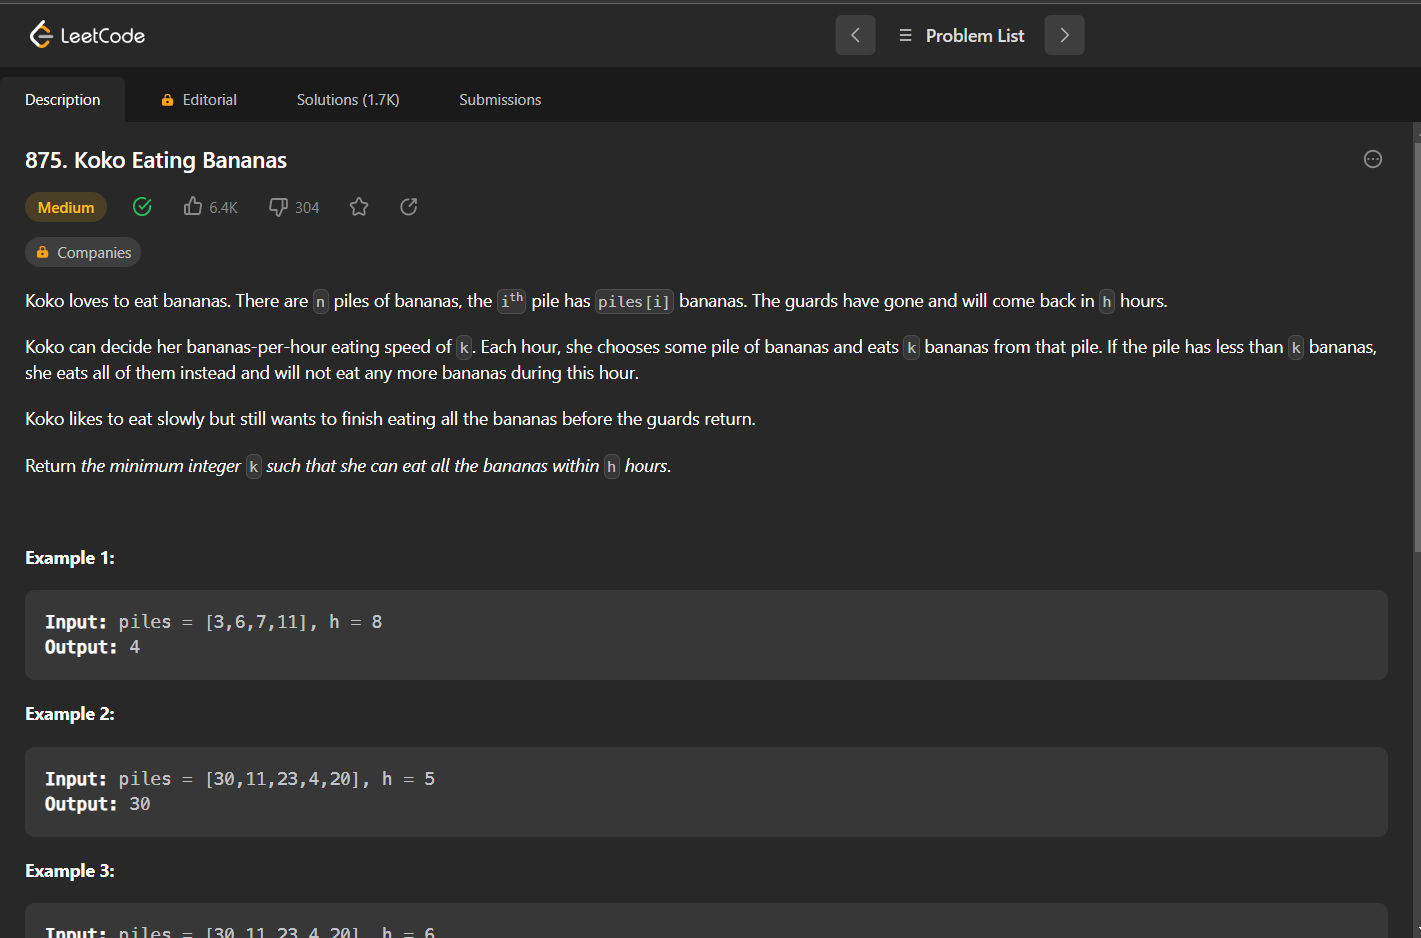 LeetCode
Problem List
Description Editorial Solutions (1.7K) Submissions
875. Koko Eating Bananas
Medium 6.4K 304
Companies
Koko loves to eat bananas. There are n piles of bananas, the ith pile has piles[i] bananas. The guards have gone and will come back in h hours.
Koko can decide her bananas-per-hour eating speed of k. Each hour, she chooses some pile of bananas and eats k bananas from that pile. If the pile has less than k bananas,
she eats all of them instead and will not eat any more bananas during this hour.
Koko likes to eat slowly but still wants to finish eating all the bananas before the guards return.
Return the minimum integer k such that she can eat all the bananas within h hours.
Example 1:
Input: piles = [3,6,7,11], h = 8
Output: 4
Example 2:
Input: piles = [30,11,23,4,20], h = 5
Output: 30
Example 3:
Input: piles = [30,11,23,4,20], h = 6